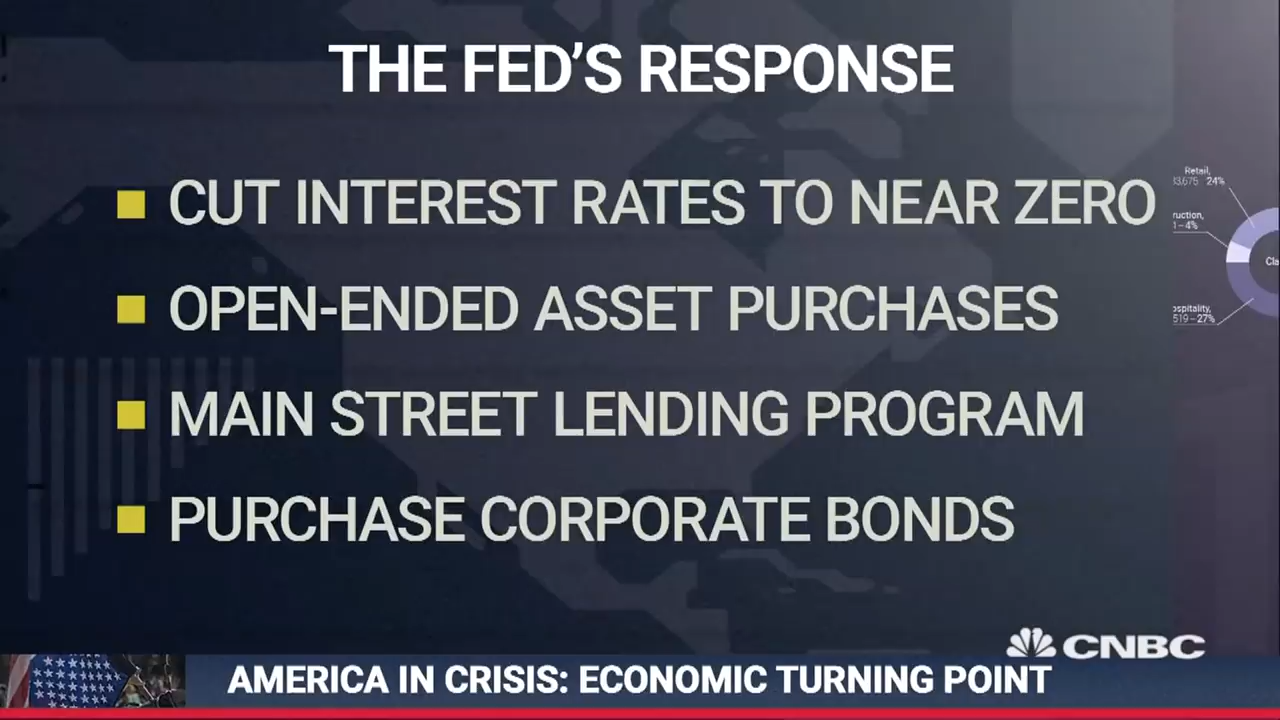 THE FED'S RESPONSE
CUT INTEREST RATES TO NEAR ZERO
OPEN-ENDED ASSET PURCHASES
MAIN STREET LENDING PROGRAM
PURCHASE CORPORATE BONDS
Retail,
24%
4%
27%
CNBC
AMERICA IN CRISIS: ECONOMIC TURNING POINT